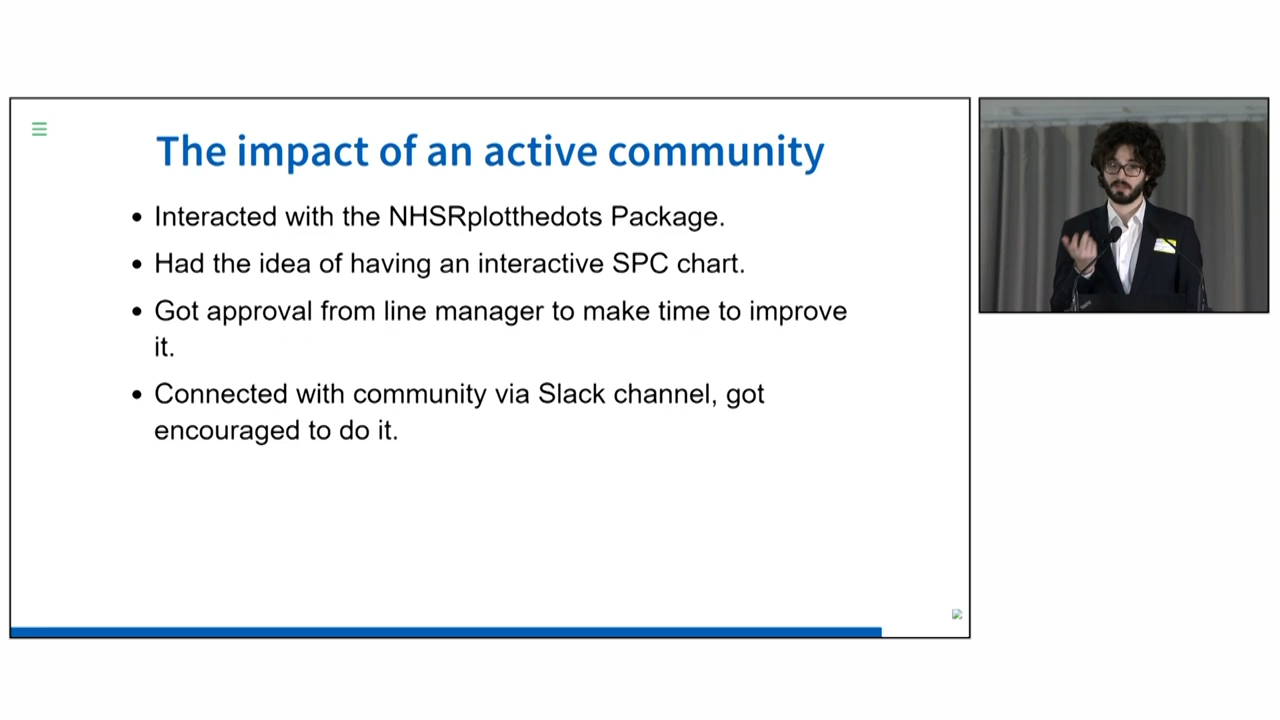 The impact of an active community
Interacted with the NHSRplotthedots Package.
Had the idea of having an interactive SPC chart.
Got approval from line manager to make time to improve
it.
Connected with community via Slack channel, got
encouraged to do it.